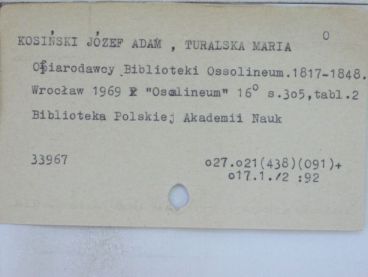 O
KOSIŃSKI JÓZEF ADAM , TURALSKA MARIA
Ofiarodawcy Biblioteki Ossolineum.1817-1848.
Wrocław 1969 "Ossolineum" 16° s.305,tabl.2
Biblioteka Polskiej Akademii Nauk
33967 027.021(438)(091)+
017.1./2 :92